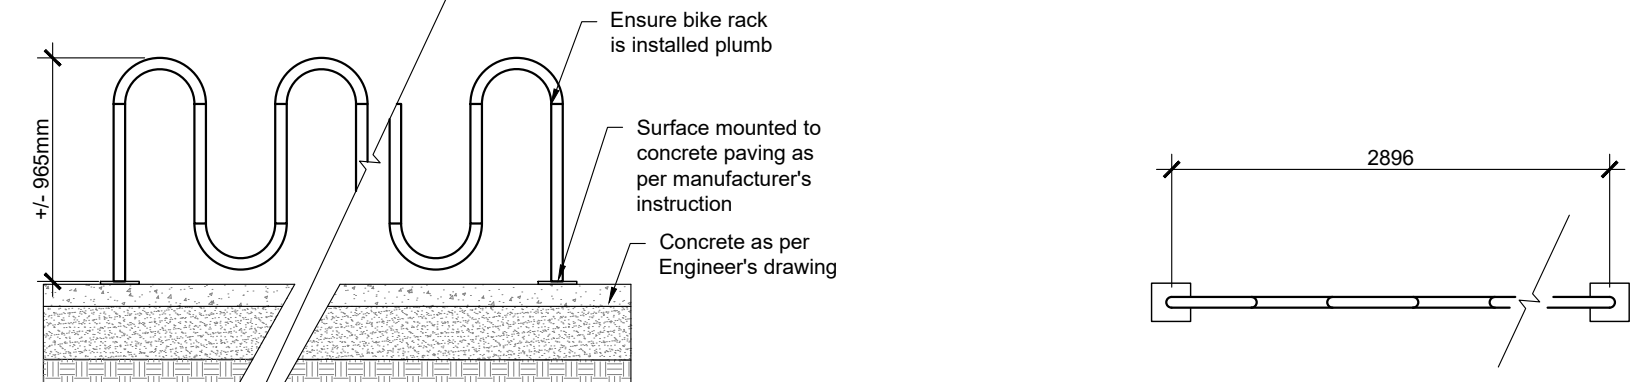 Ensure bike rack
is installed plumb
+/- 965mm
Surface mounted to
concrete paving as
per manufacturer's
instruction
Concrete as per
Engineer's drawing
2896